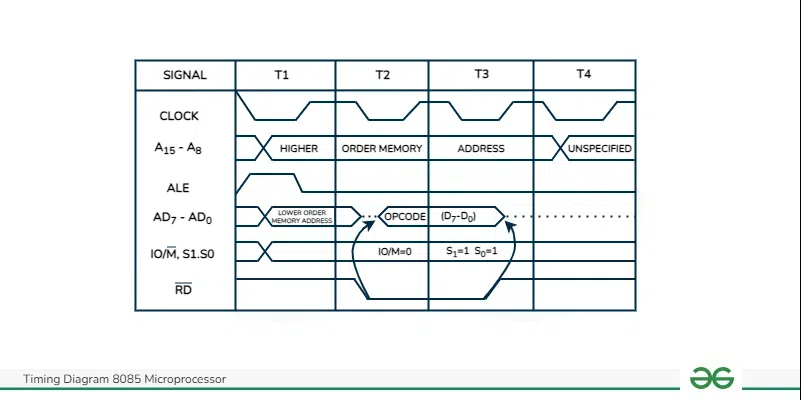 SIGNAL T1 T2 T3 T4
CLOCK
A15 - A8 HIGHER ORDER MEMORY ADDRESS UNSPECIFIED
ALE
AD7 - AD0 LOWER ORDER MEMORY ADDRESS OPCODE (D7-D0)
IO/M̅, S1.S0 IO/M=0 S1=1 S0=1
R̅D̅
Timing Diagram 8085 Microprocessor